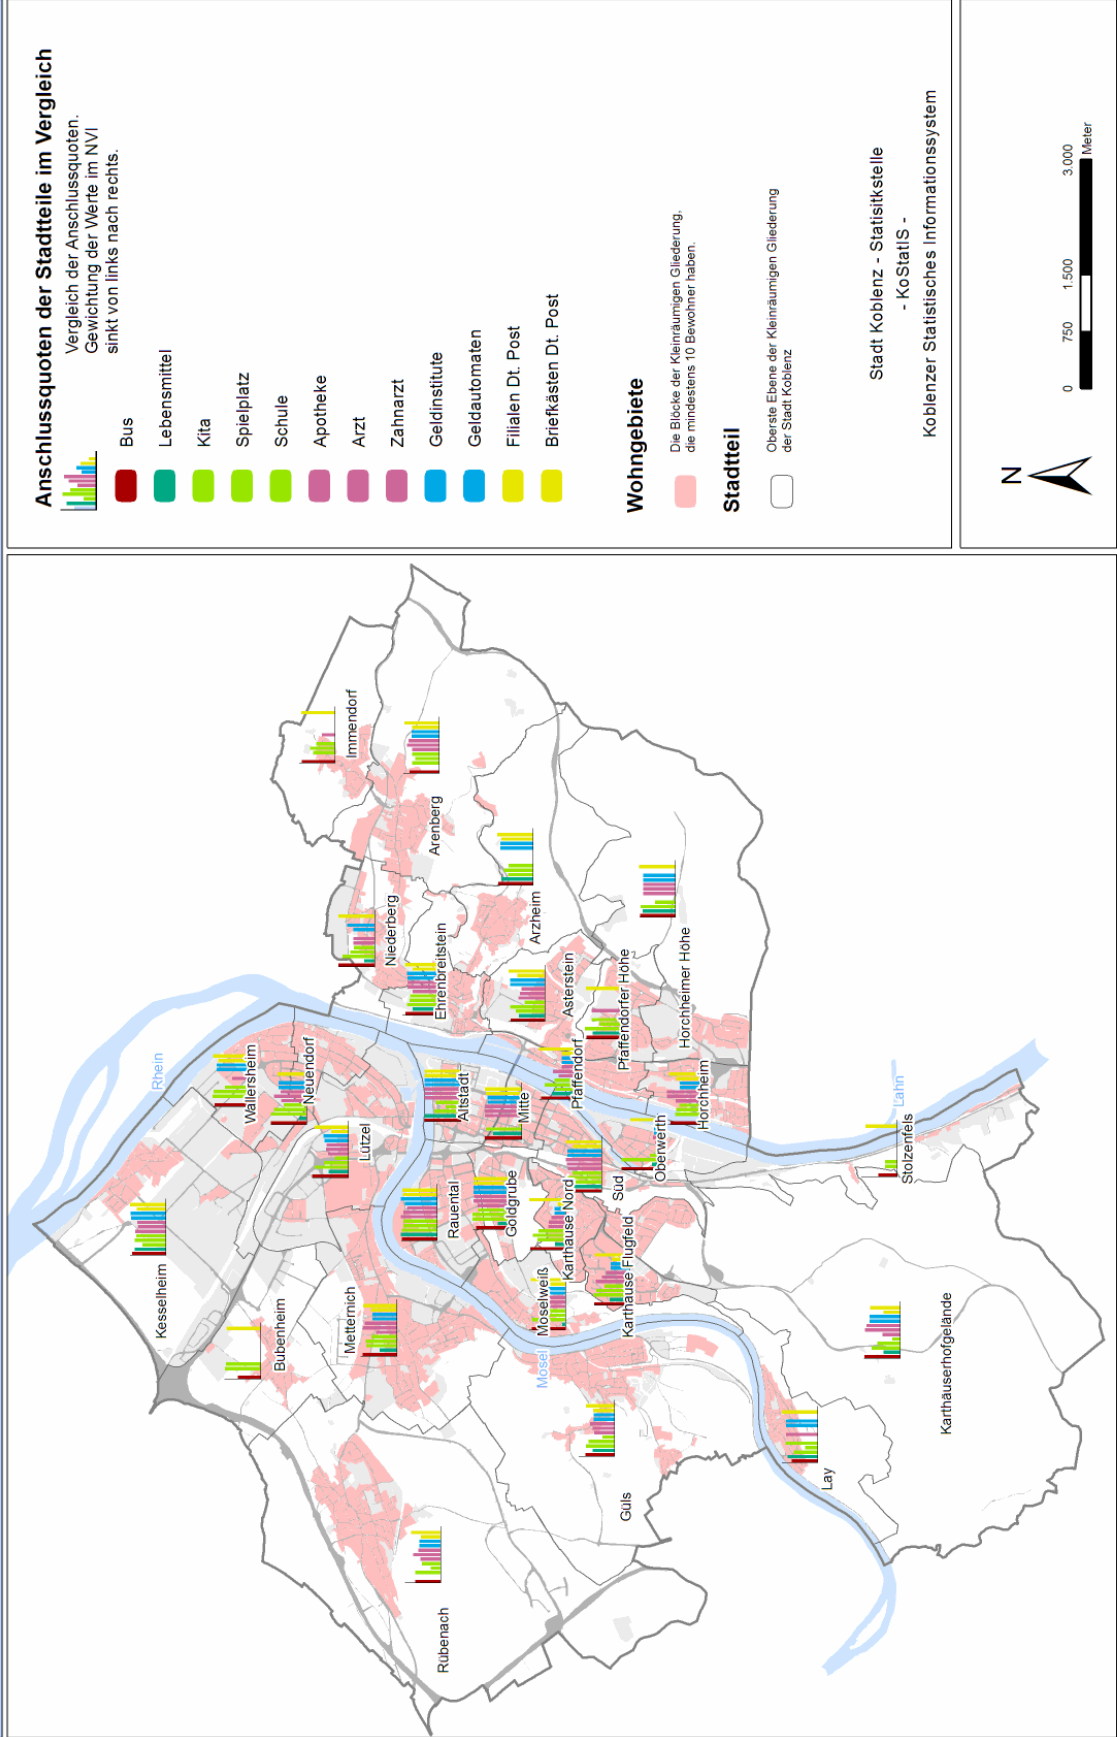 Anschlussquoten der Stadtteile im Vergleich
Vergleich der Anschlussquoten.
Gewichtung der Werte im NVI
sinkt von links nach rechts.
Bus
Lebensmittel
Kita
Spielplatz
Schule
Apotheke
Arzt
Zahnarzt
Geldinstitute
Geldautomaten
Filialen Dt. Post
Briefkästen Dt. Post
Wohngebiete
Die Blöcke der Kleinräumigen Gliederung,
die mindestens 10 Bewohner haben.
Stadtteil
Oberste Ebene der Kleinräumigen Gliederung
der Stadt Koblenz
Stadt Koblenz - Statisitkstelle
- KoStatIS -
Koblenzer Statistisches Informationssystem
N
0
750
1.500
3.000
Meter
Rhein
Kesselheim
Wallersheim
Neuendorf
Bubenheim
Lützel
Metternich
Immendorf
Niederberg
Arenberg
Ehrenbreitstein
Arzheim
Asterstein
Pfaffendorfer Höhe
Horchheimer Höhe
Altstadt
Mitte
Pfaffendorf
Horchheim
Rauental
Goldgrube
Süd
Oberwerth
Karthause Nord
Karthause Flugfeld
Moselweiß
Mosel
Rübenach
Güls
Lay
Karthäuserhofgelände
Stolzenfels
Lahn